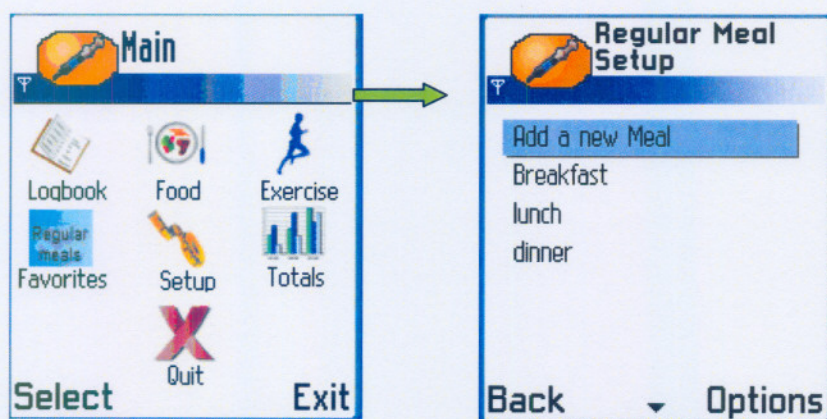 Main
Logbook Food Exercise
Regular
meals
Favorites Setup Totals
Quit
Select Exit
Regular Meal
Setup
Add a new Meal
Breakfast
lunch
dinner
Back Options